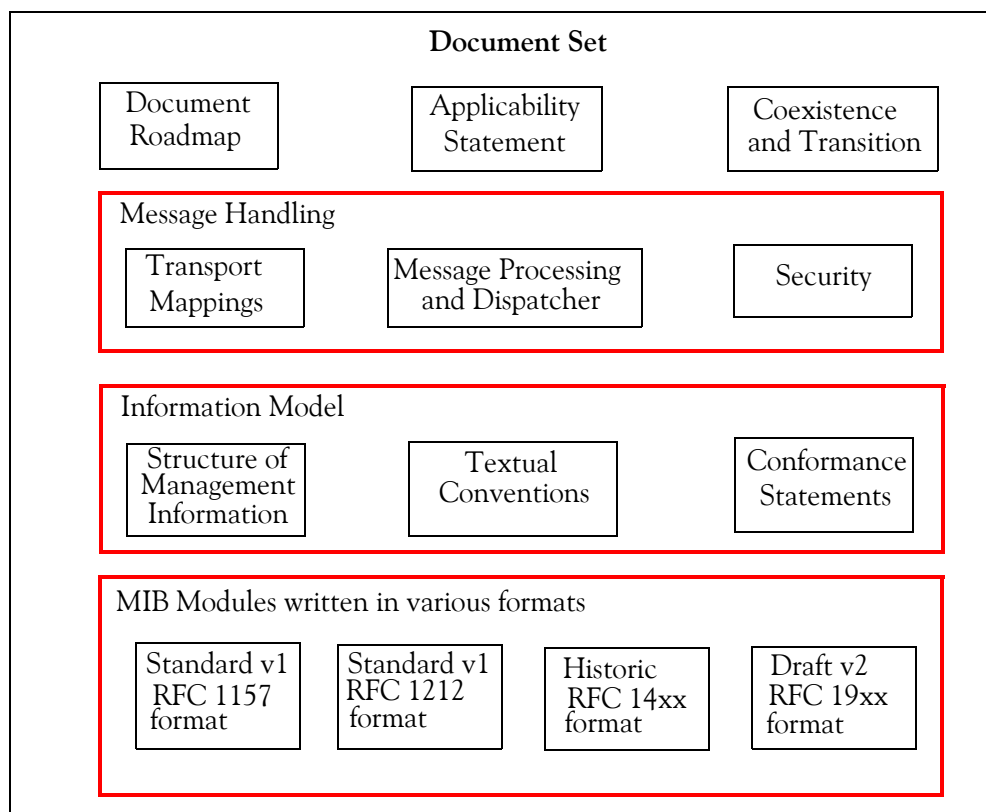 Document Set
Document
Roadmap
Applicability
Statement
Coexistence
and Transition
Message Handling
Transport
Mappings
Message Processing
and Dispatcher
Security
Information Model
Structure of
Management
Information
Textual
Conventions
Conformance
Statements
MIB Modules written in various formats
Standard v1
RFC 1157
format
Standard v1
RFC 1212
format
Historic
RFC 14xx
format
Draft v2
RFC 19xx
format